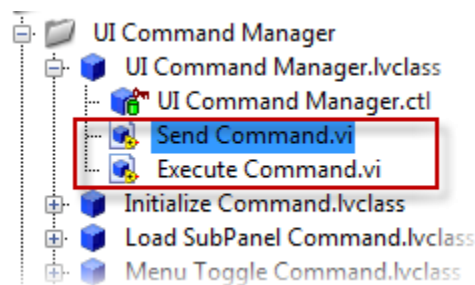 UI Command Manager
UI Command Manager.lvclass
UI Command Manager.ctl
Send Command.vi
Execute Command.vi
Initialize Command.lvclass
Load SubPanel Command.lvclass
Menu Toggle Command.lvclass